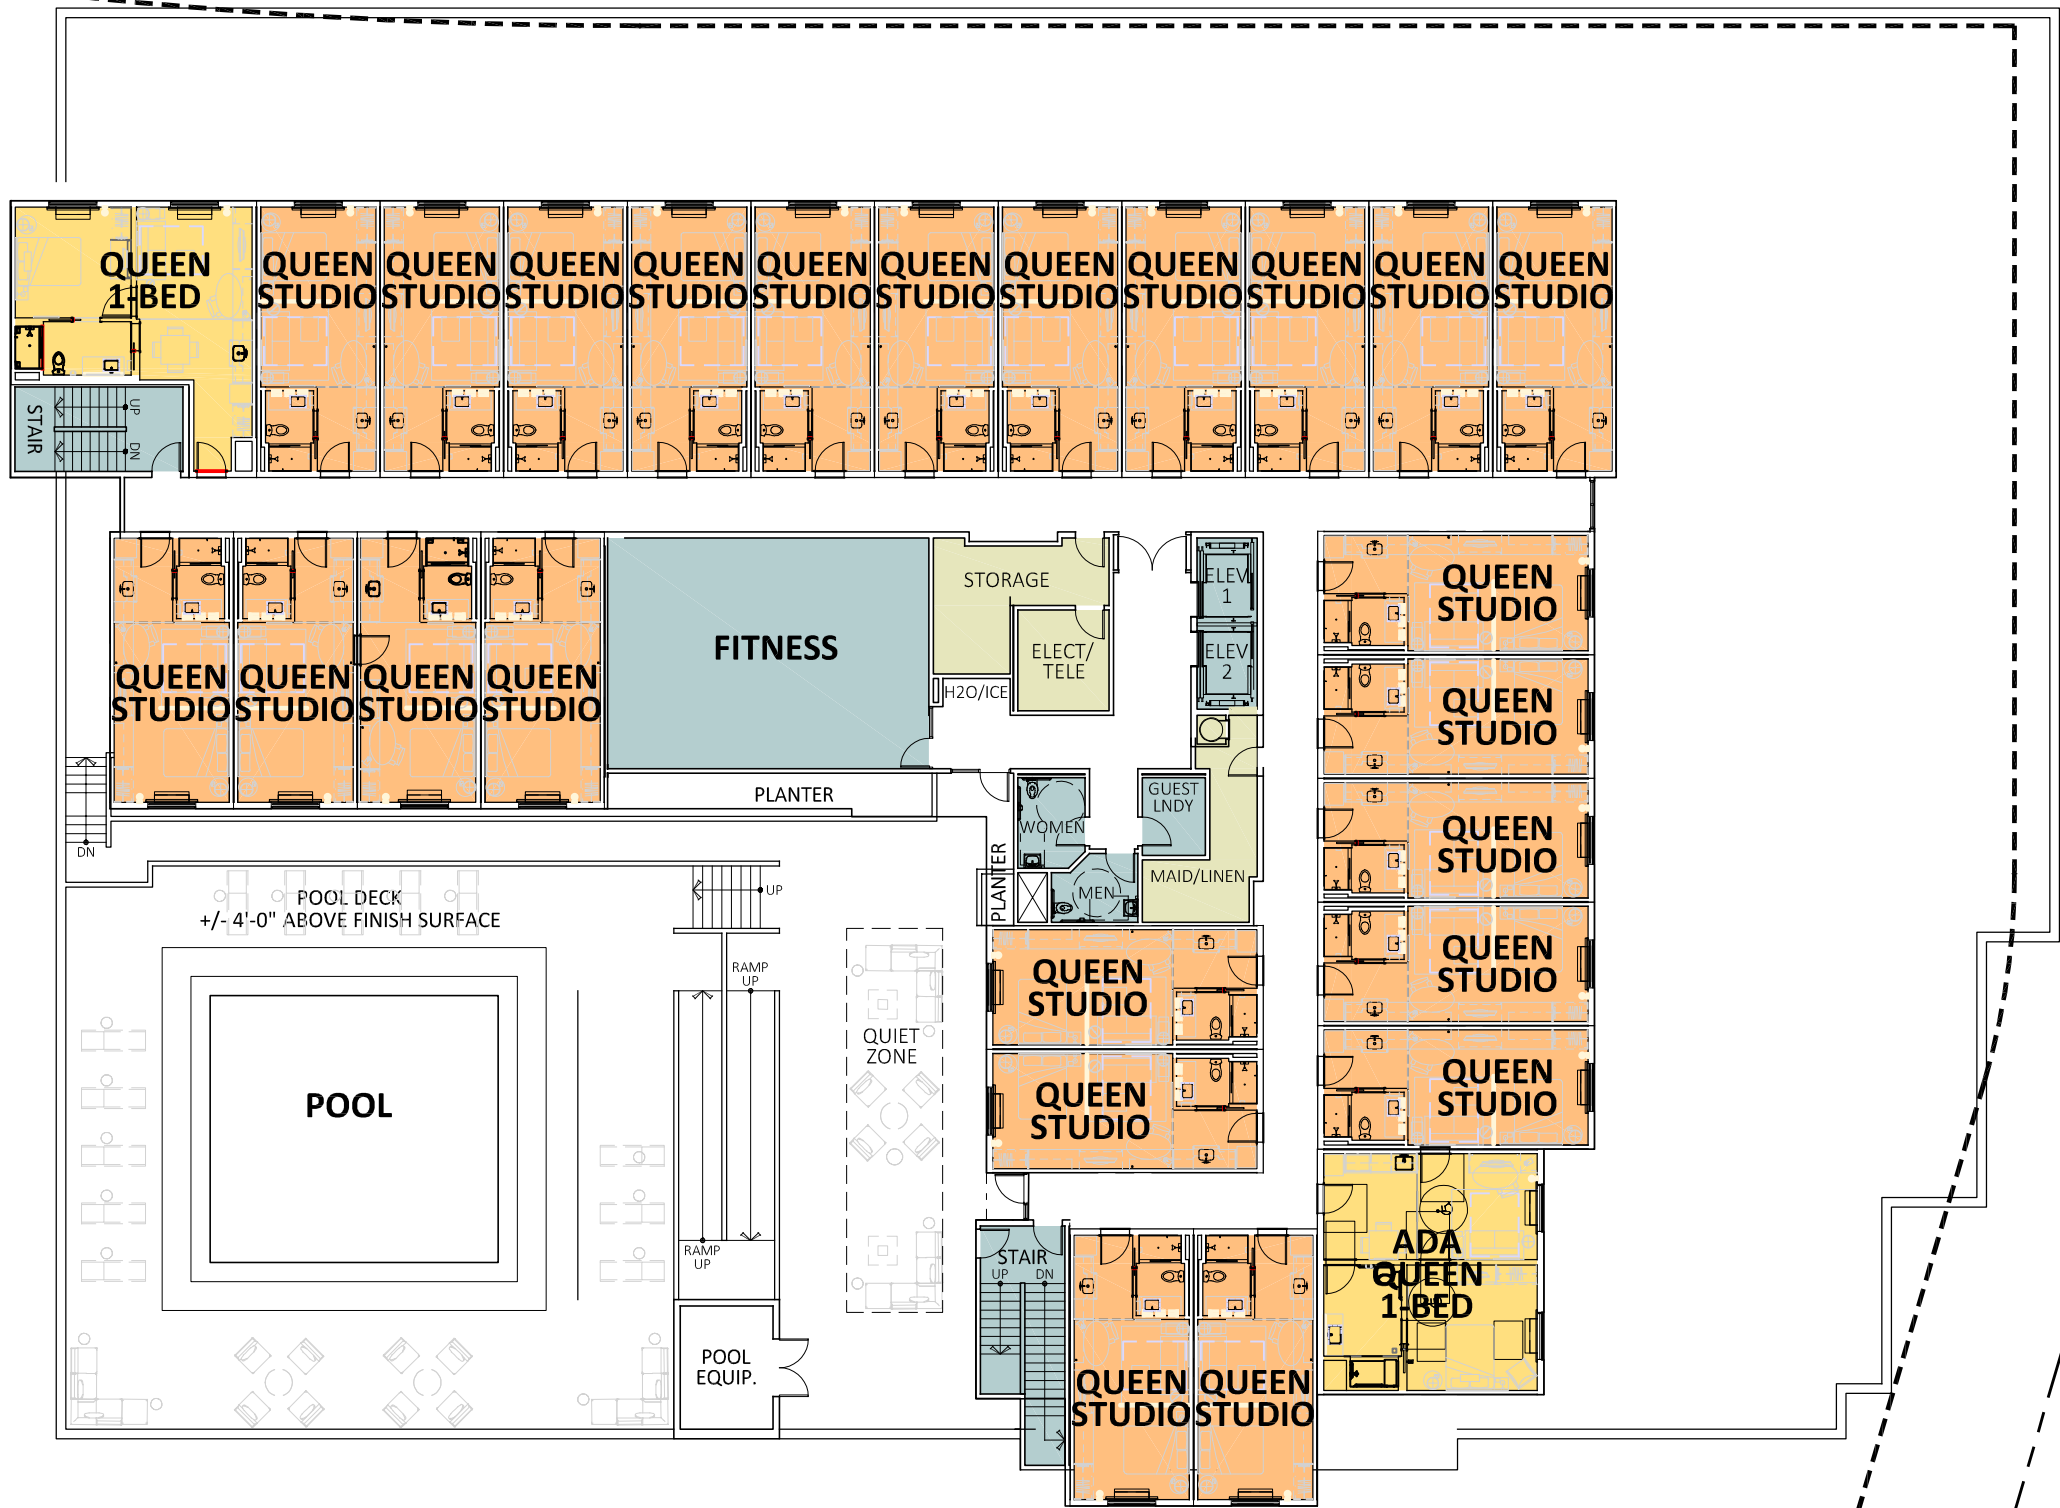 QUEEN
1-BED
QUEEN
STUDIO
QUEEN
STUDIO
QUEEN
STUDIO
QUEEN
STUDIO
QUEEN
STUDIO
QUEEN
STUDIO
QUEEN
STUDIO
QUEEN
STUDIO
QUEEN
STUDIO
QUEEN
STUDIO
QUEEN
STUDIO
STAIR
UP
DN
QUEEN
STUDIO
QUEEN
STUDIO
QUEEN
STUDIO
QUEEN
STUDIO
FITNESS
STORAGE
ELECT/
TELE
H2O/ICE
ELEV
1
ELEV
2
QUEEN
STUDIO
QUEEN
STUDIO
QUEEN
STUDIO
QUEEN
STUDIO
QUEEN
STUDIO
PLANTER
DN
WOMEN
GUEST
LNDY
MEN
MAID/LINEN
PLANTER
POOL DECK
+/- 4'-0" ABOVE FINISH SURFACE
UP
RAMP
UP
QUIET
ZONE
POOL
RAMP
UP
POOL
EQUIP.
QUEEN
STUDIO
QUEEN
STUDIO
STAIR
UP
DN
QUEEN
STUDIO
QUEEN
STUDIO
ADA
QUEEN
1-BED